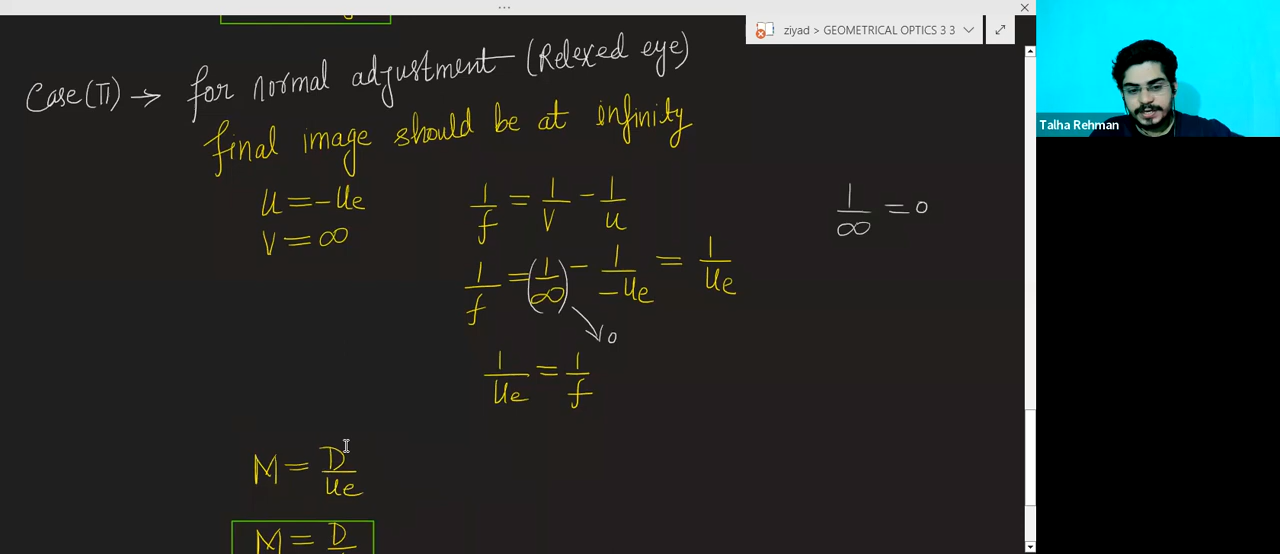 ziyad > GEOMETRICAL OPTICS 3 3
Talha Rehman
Case(II) → for normal adjustment (Relexed eye)
final image should be at infinity
u = -ue
v = ∞
1/f = 1/v - 1/u
1/∞ = 0
1/f = (1/∞) - 1/-ue = 1/ue
0
1/ue = 1/f
M = D/ue
M = D